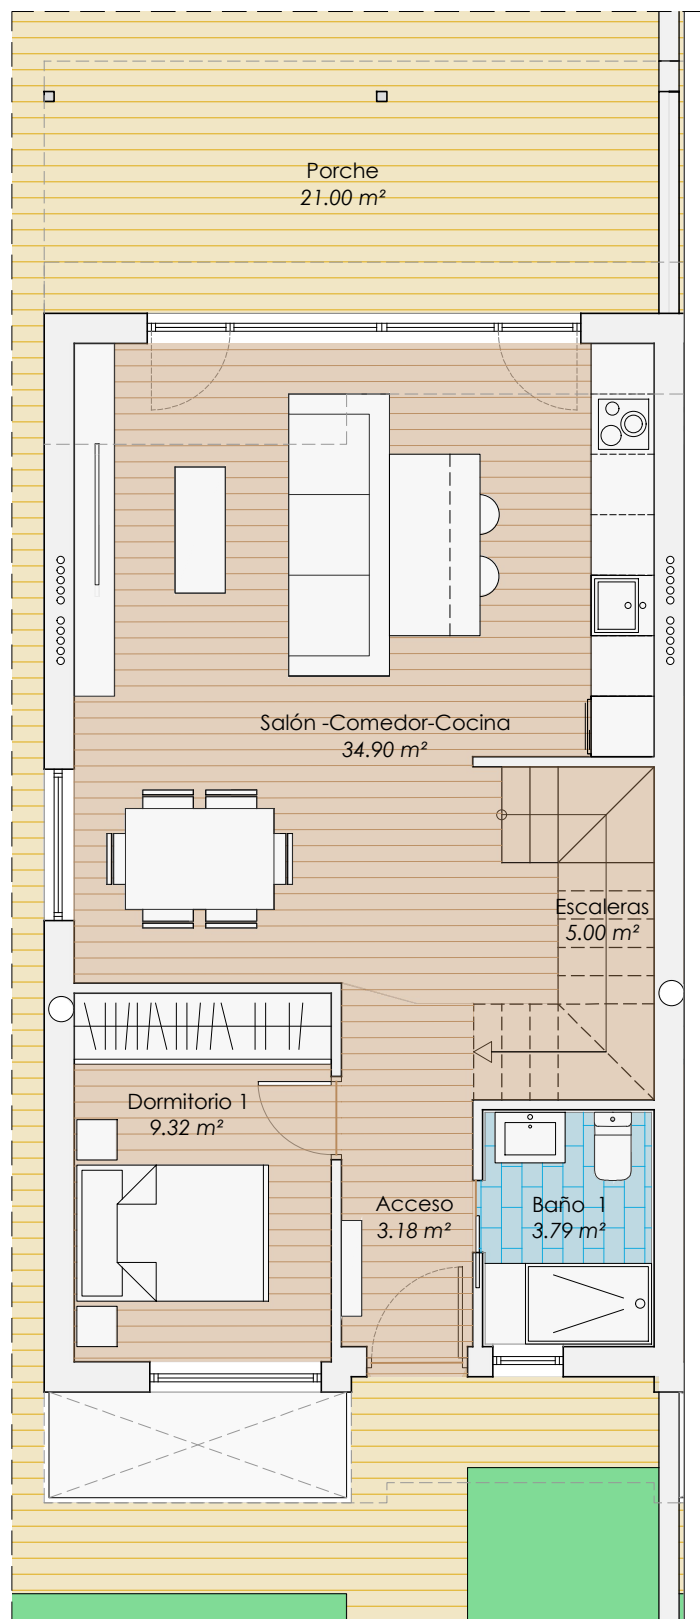 Porche
21.00 m²
Salón -Comedor-Cocina
34.90 m²
Escaleras
5.00 m²
Dormitorio 1
9.32 m²
Acceso
3.18 m²
Baño 1
3.79 m²